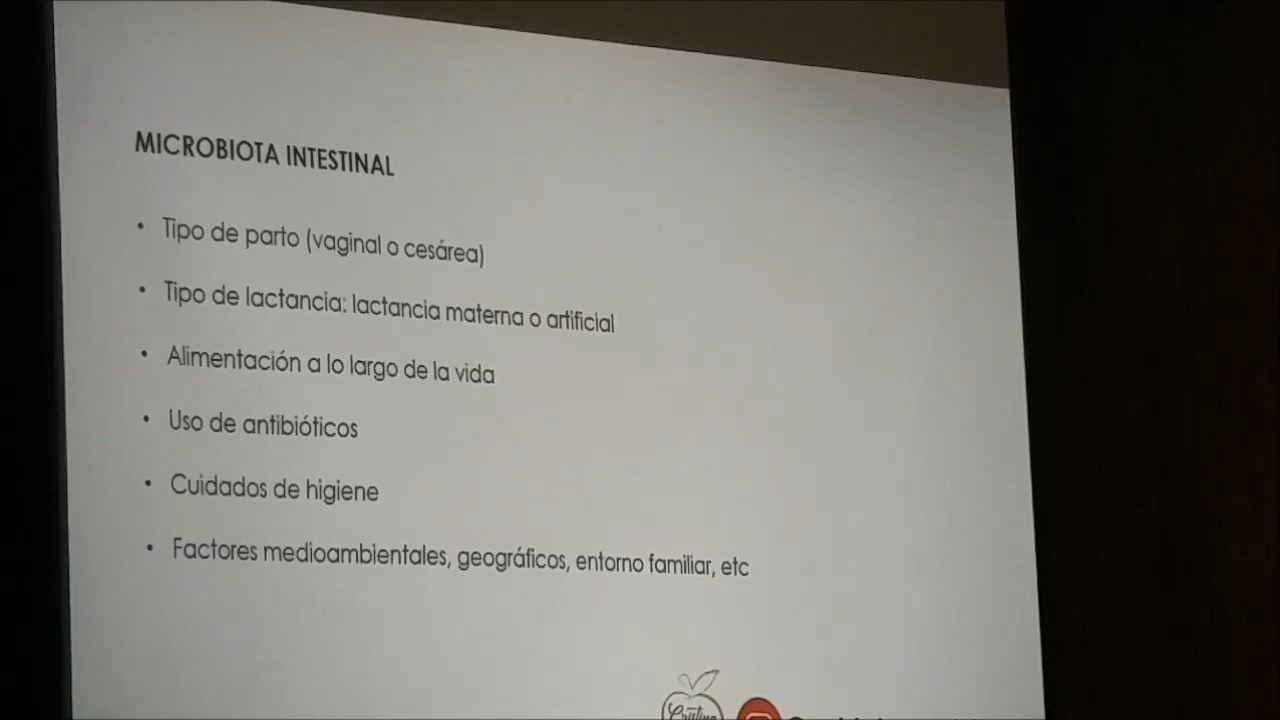 MICROBIOTA INTESTINAL
• Tipo de parto (vaginal o cesárea)
• Tipo de lactancia: lactancia materna o artificial
• Alimentación a lo largo de la vida
• Uso de antibióticos
• Cuidados de higiene
• Factores medioambientales, geográficos, entorno familiar, etc
Cristina